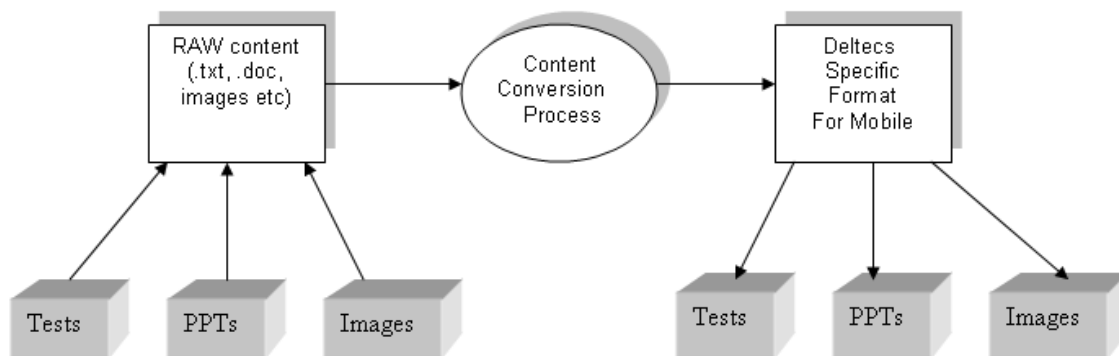 RAW content
(.txt, .doc,
images etc)
Content
Conversion
Process
Deltecs
Specific
Format
For Mobile
Tests
PPTs
Images
Tests
PPTs
Images